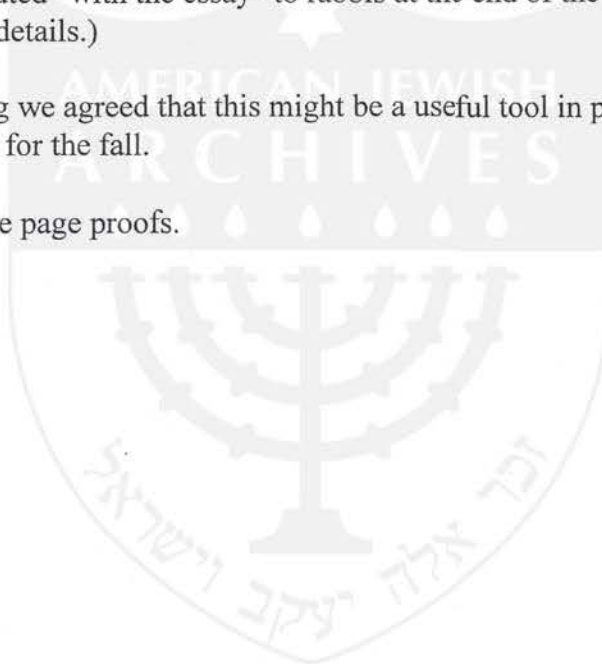 with the essay to rabbis at the end of the
details.)
AMERICAN JEWISH
g we agreed that this might be a useful tool in p
for the fall.
ARCHIVES
e page proofs.
זכר אלה יעקב וישראל